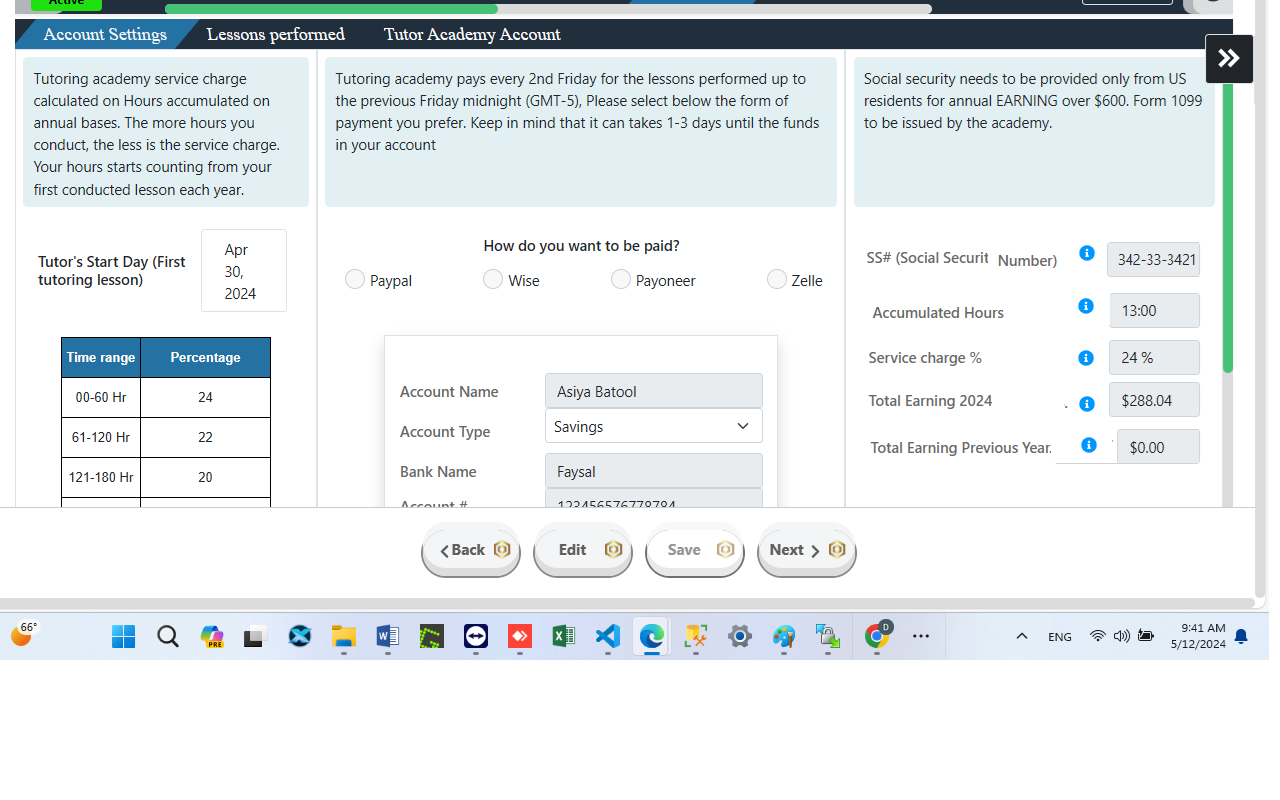 Active
Account Settings Lessons performed Tutor Academy Account
Tutoring academy service charge
calculated on Hours accumulated on
annual bases. The more hours you
conduct, the less is the service charge.
Your hours starts counting from your
first conducted lesson each year.
Tutor's Start Day (First
tutoring lesson)
Apr
30,
2024
Time range Percentage
00-60 Hr 24
61-120 Hr 22
121-180 Hr 20
Tutoring academy pays every 2nd Friday for the lessons performed up to
the previous Friday midnight (GMT-5), Please select below the form of
payment you prefer. Keep in mind that it can takes 1-3 days until the funds
in your account
How do you want to be paid?
Paypal Wise Payoneer Zelle
Account Name Asiya Batool
Account Type Savings
Bank Name Faysal
Account # 123456576778784
Social security needs to be provided only from US
residents for annual EARNING over $600. Form 1099
to be issued by the academy.
SS# (Social Securit Number) 342-33-3421
Accumulated Hours 13:00
Service charge % 24 %
Total Earning 2024 . $288.04
Total Earning Previous Year. $0.00
Back Edit Save Next
66°
PRE
D
ENG
9:41 AM
5/12/2024